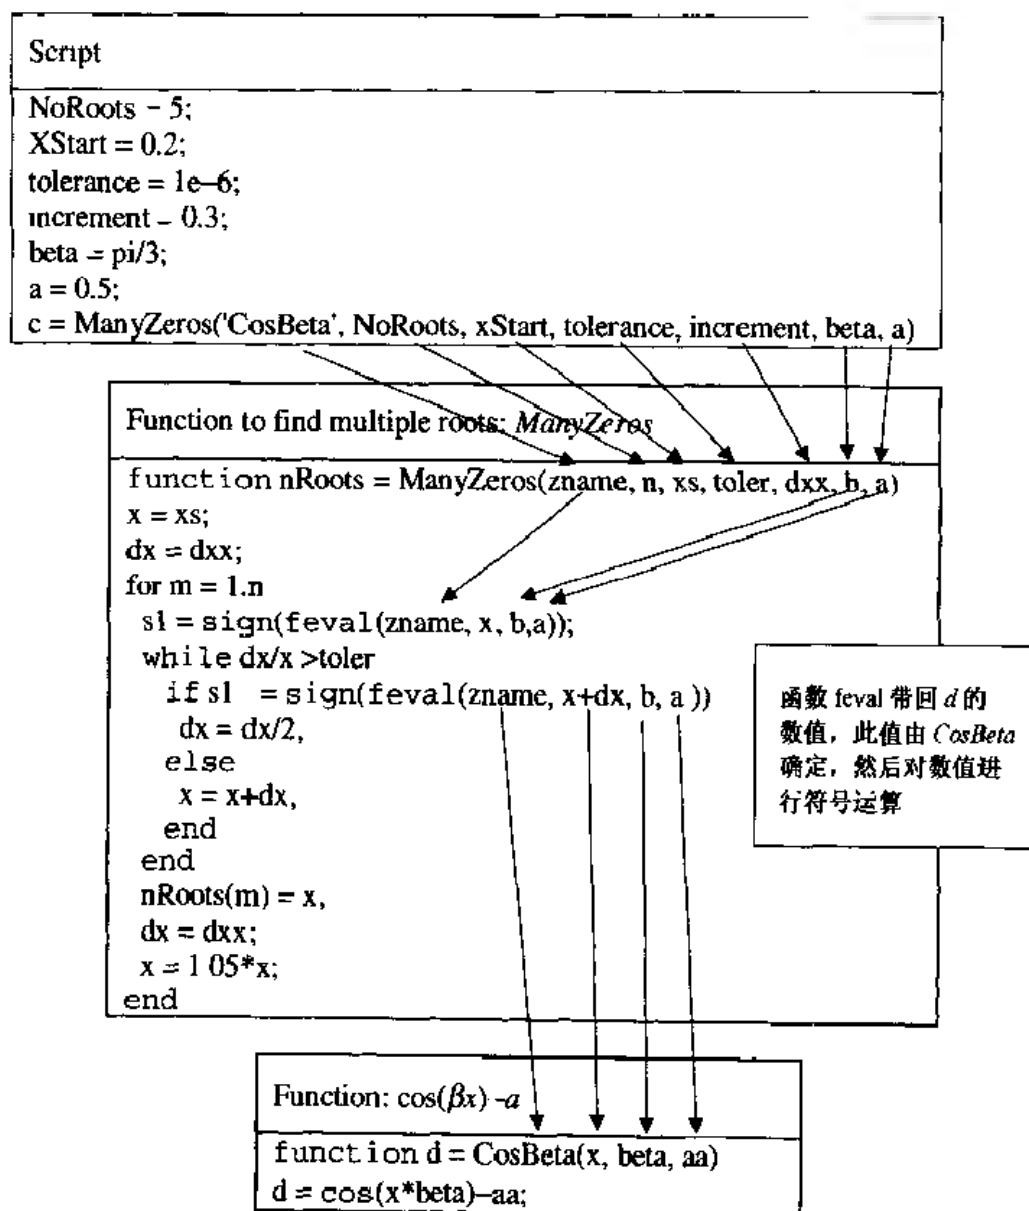 Script
NoRoots = 5;
XStart = 0.2;
tolerance = 1e–6;
increment = 0.3;
beta = pi/3;
a = 0.5;
c = ManyZeros('CosBeta', NoRoots, xStart, tolerance, increment, beta, a)
Function to find multiple roots: ManyZeros
function nRoots = ManyZeros(zname, n, xs, toler, dxx, b, a)
x = xs;
dx = dxx;
for m = 1.n
s1 = sign(feval(zname, x, b,a));
while dx/x >toler
if s1 = sign(feval(zname, x+dx, b, a ))
dx = dx/2,
else
x = x+dx,
end
end
nRoots(m) = x,
dx = dxx;
x = 1 05*x;
end
函数 feval 带回 d 的
数值，此值由 CosBeta
确定，然后对数值进
行符号运算
Function: cos(βx) -a
function d = CosBeta(x, beta, aa)
d = cos(x*beta)–aa;